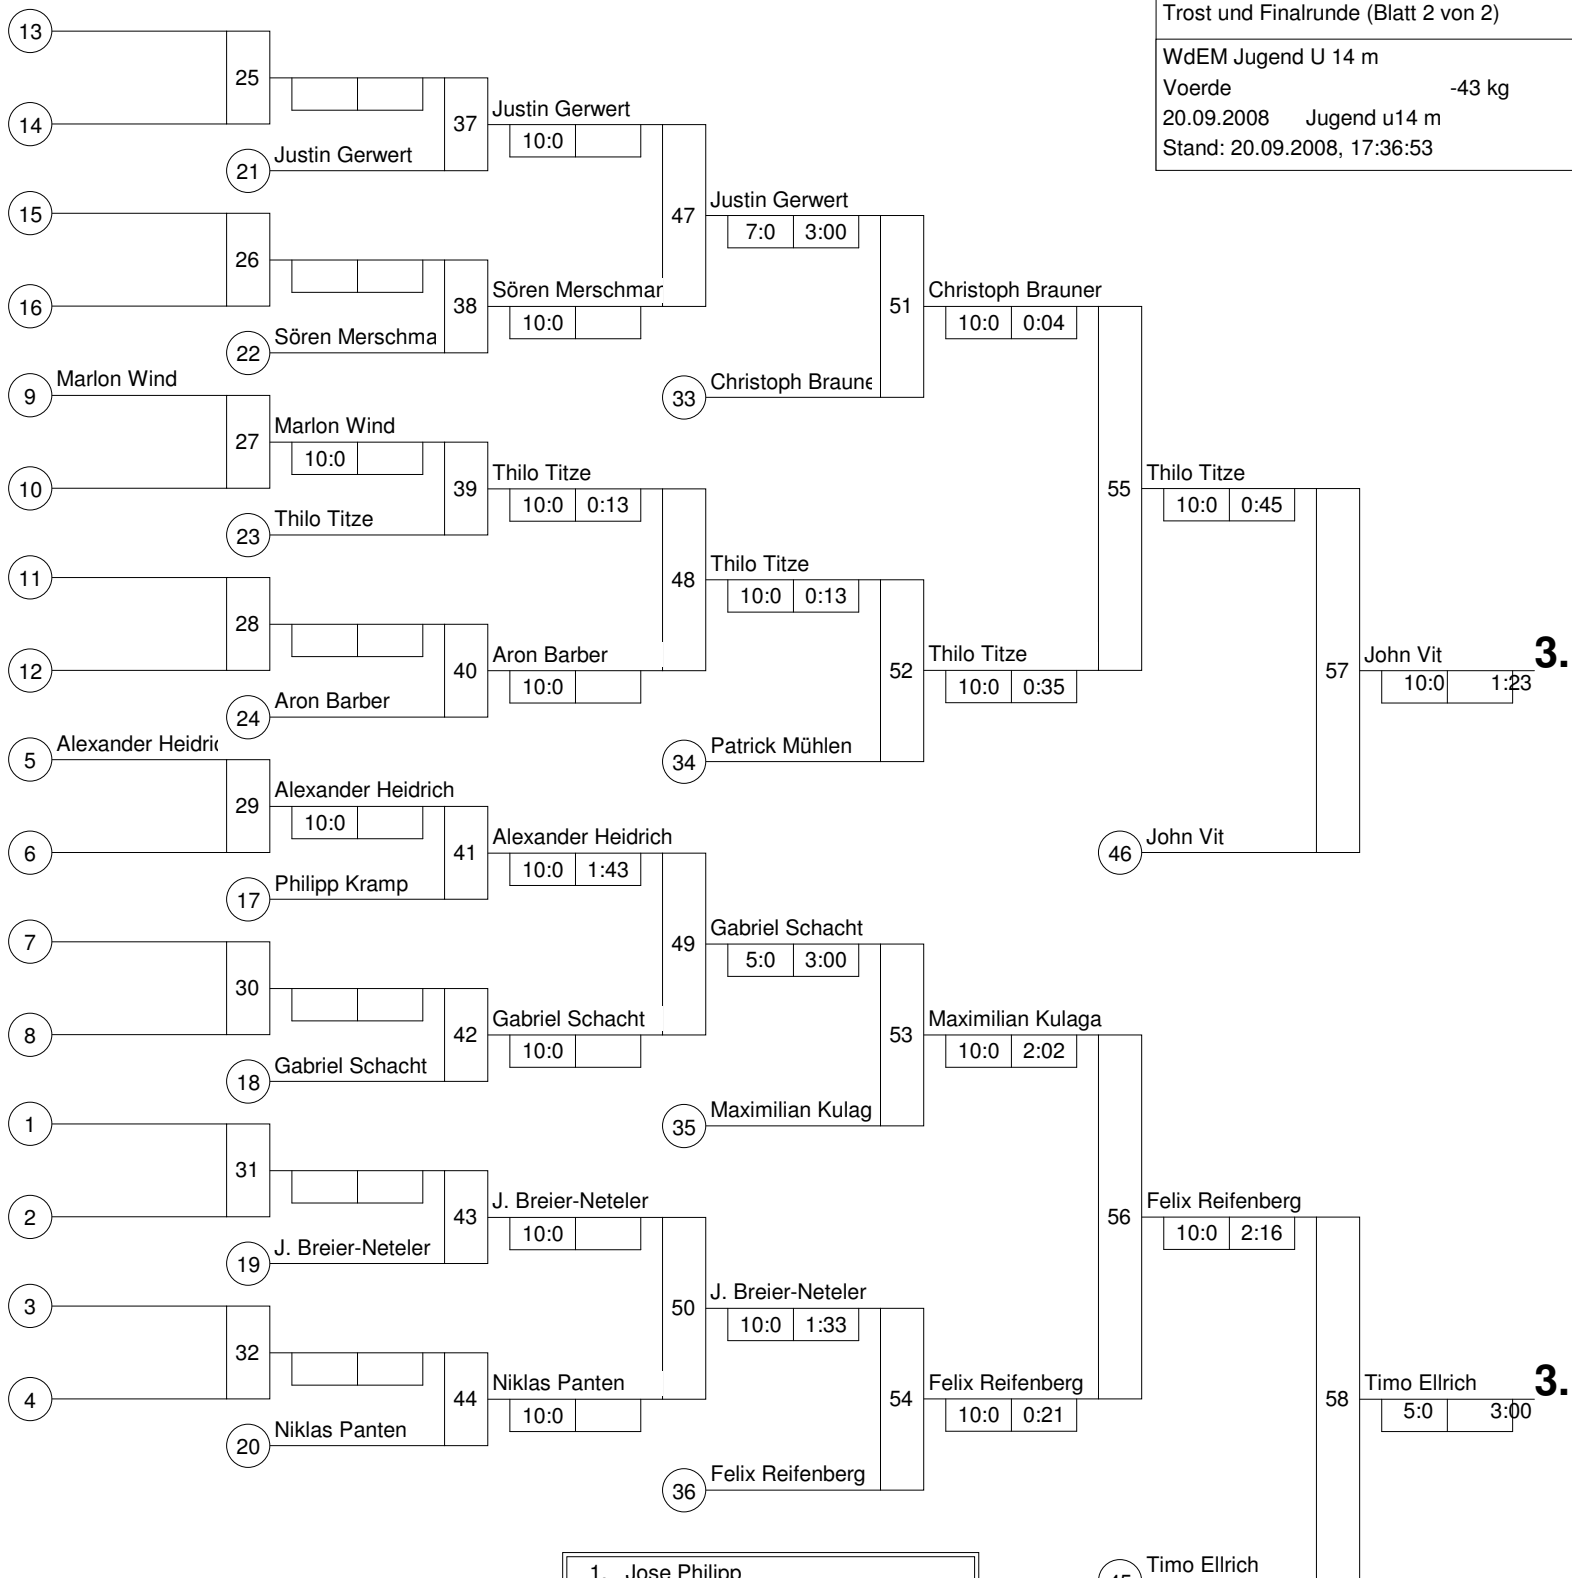 Trost und Finalrunde (Blatt 2 von 2)
WdEM Jugend U 14 m
Voerde -43 kg
20.09.2008 Jugend u14 m
Stand: 20.09.2008, 17:36:53
13
25
14
37
Justin Gerwert
10:0
21
Justin Gerwert
15
47
Justin Gerwert
7:0 3:00
26
16
38
Sören Merschmar
10:0
51
Christoph Brauner
10:0 0:04
22
Sören Merschma
9
Marlon Wind
33
Christoph Braune
27
Marlon Wind
10:0
10
39
Thilo Titze
10:0 0:13
55
Thilo Titze
10:0 0:45
23
Thilo Titze
11
48
Thilo Titze
10:0 0:13
28
12
40
Aron Barber
10:0
52
Thilo Titze
10:0 0:35
57
John Vit
10:0 1:23
3.
24
Aron Barber
5
Alexander Heidric
34
Patrick Mühlen
29
Alexander Heidrich
10:0
6
41
Alexander Heidrich
10:0 1:43
46
John Vit
17
Philipp Kramp
7
49
Gabriel Schacht
5:0 3:00
30
8
42
Gabriel Schacht
10:0
53
Maximilian Kulaga
10:0 2:02
18
Gabriel Schacht
1
35
Maximilian Kulag
31
2
43
J. Breier-Neteler
10:0
56
Felix Reifenberg
10:0 2:16
19
J. Breier-Neteler
3
50
J. Breier-Neteler
10:0 1:33
32
4
44
Niklas Panten
10:0
54
Felix Reifenberg
10:0 0:21
58
Timo Ellrich
5:0 3:00
3.
20
Niklas Panten
36
Felix Reifenberg
1. Jose Philipp
45
Timo Ellrich